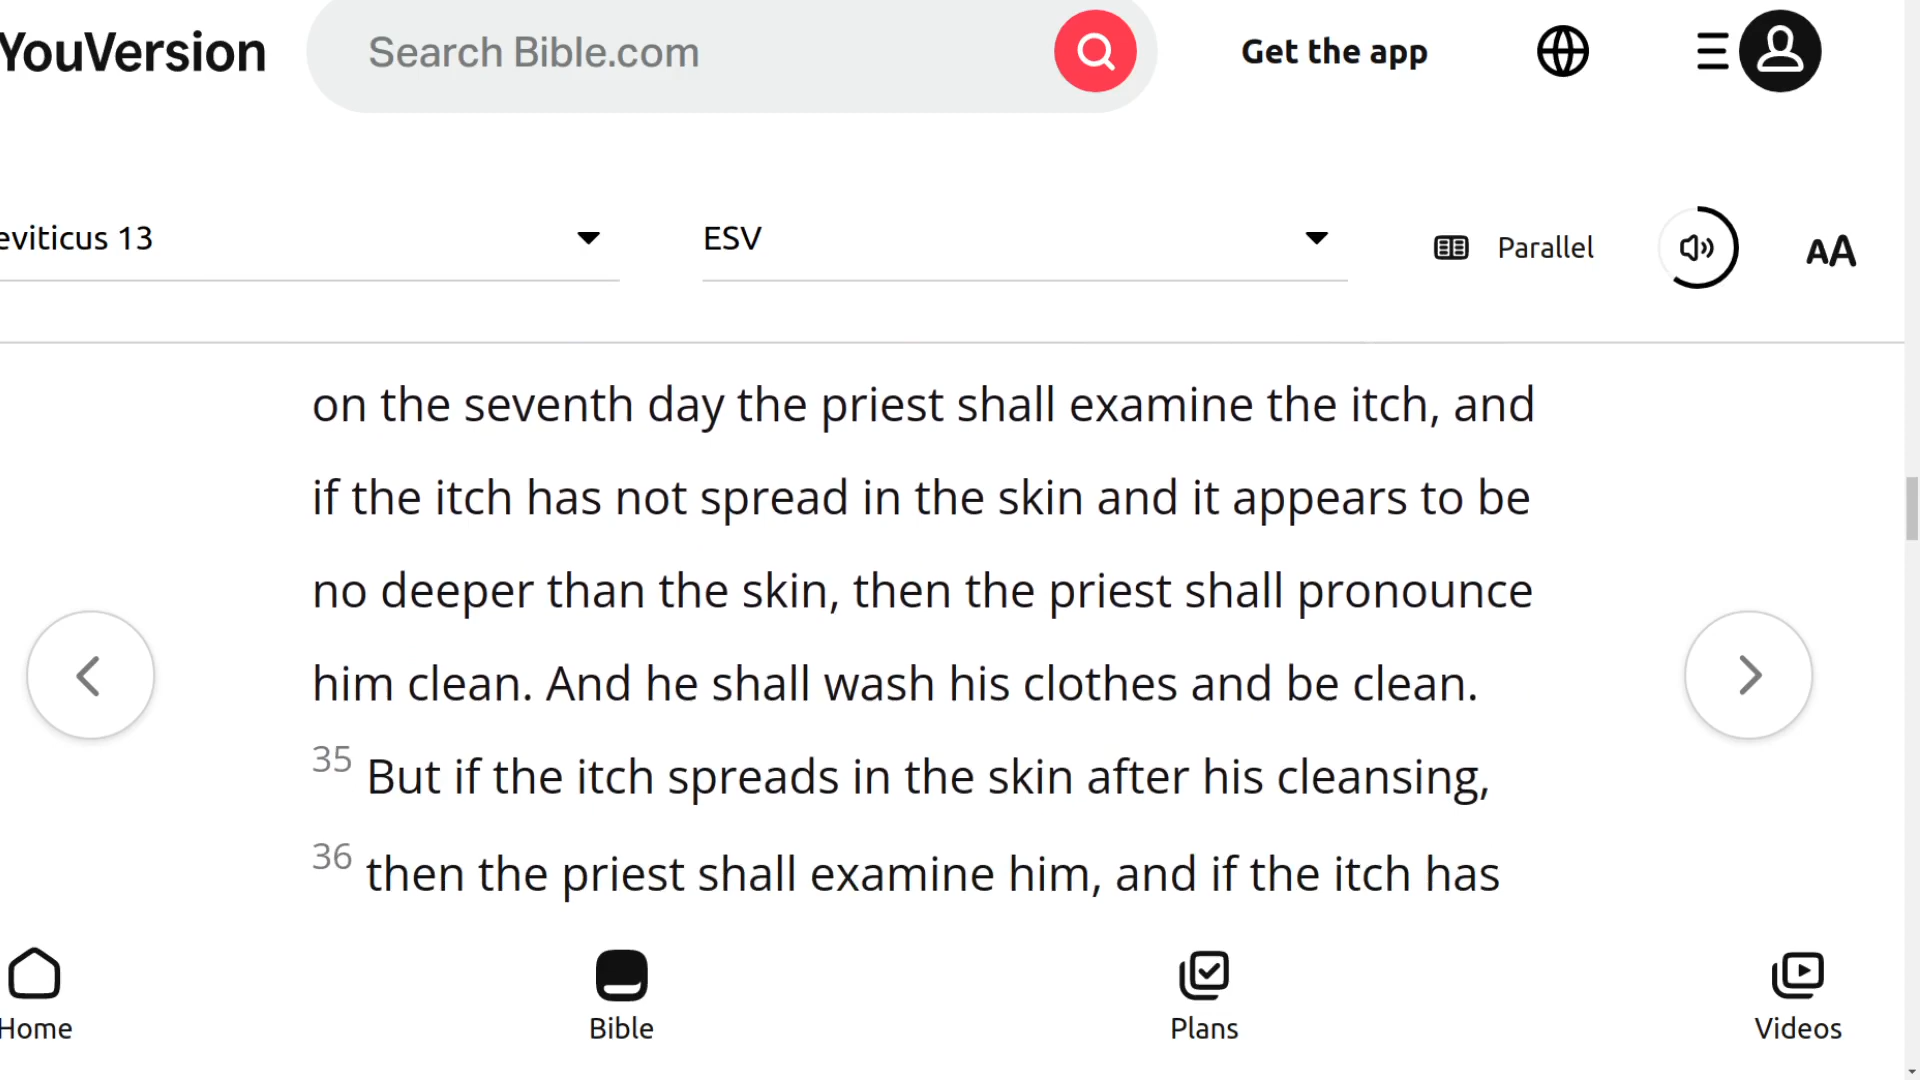 YouVersion
Search Bible.com
Get the app
eviticus 13
ESV
Parallel
AA
on the seventh day the priest shall examine the itch, and
if the itch has not spread in the skin and it appears to be
no deeper than the skin, then the priest shall pronounce
him clean. And he shall wash his clothes and be clean.
35 But if the itch spreads in the skin after his cleansing,
36 then the priest shall examine him, and if the itch has
Home
Bible
Plans
Videos